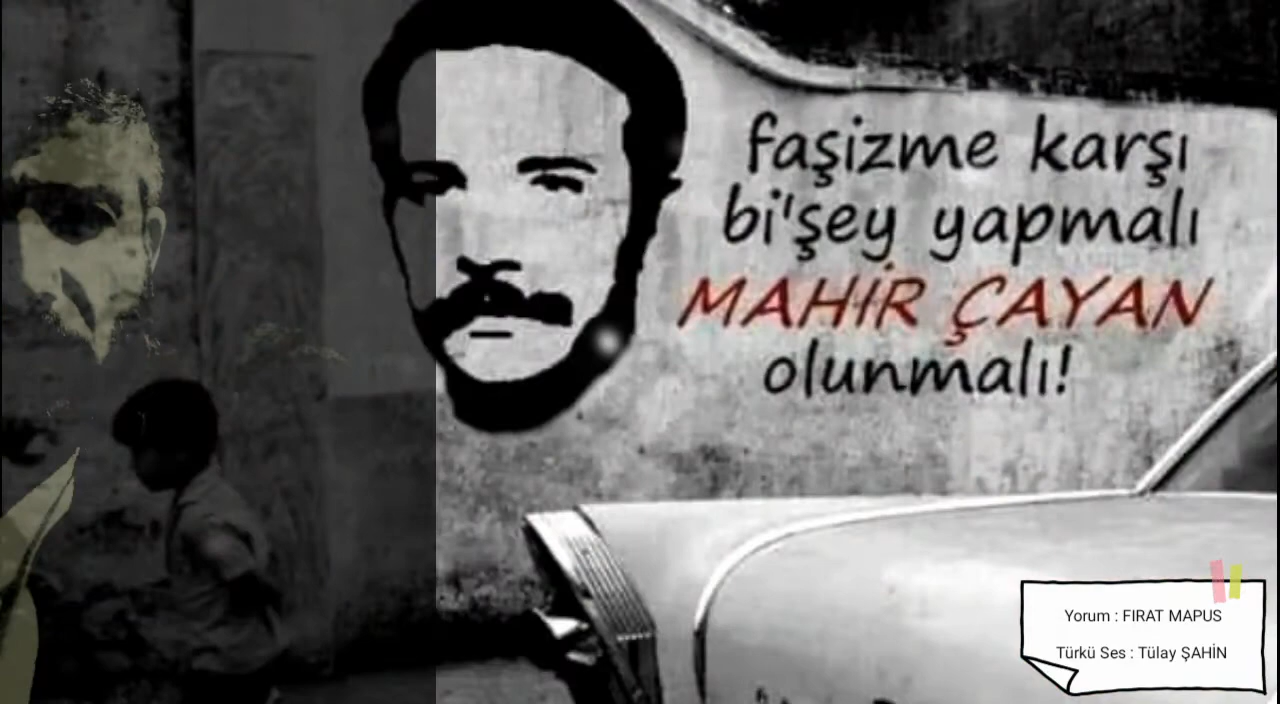 faşizme karşı
bi'şey yapmalı
MAHİR ÇAYAN
olunmalı!
Yorum : FIRAT MAPUS
Türkü Ses : Tülay ŞAHİN